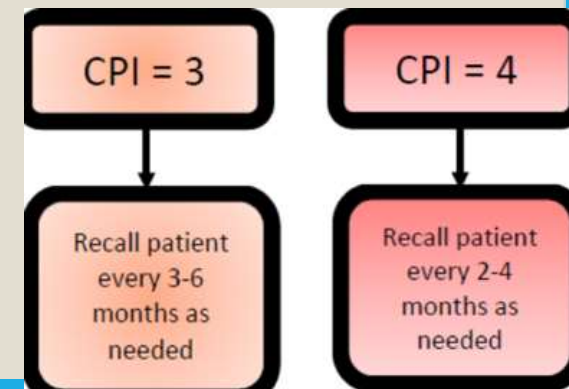 CPI = 3
CPI = 4
Recall patient
every 3-6
months as
needed
Recall patient
every 2-4
months as
needed